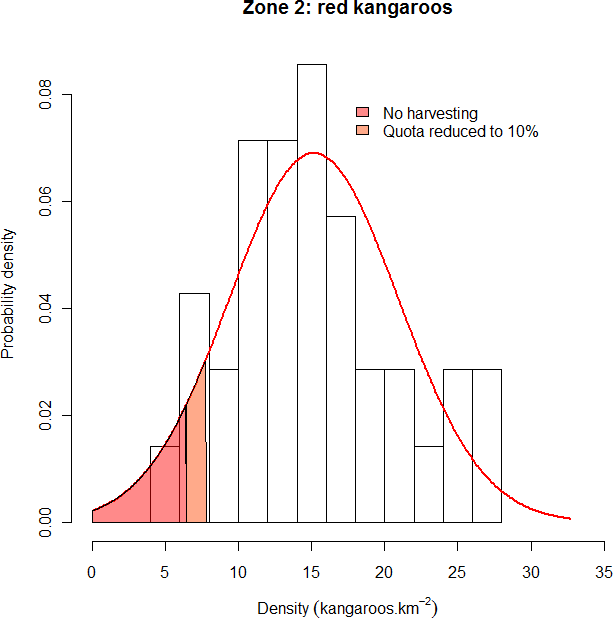 Zone 2: red kangaroos
No harvesting
Quota reduced to 10%
Probability density
0.08
0.06
0.04
0.02
0.00
0 5 10 15 20 25 30 35
Density (kangaroos.km⁻²)